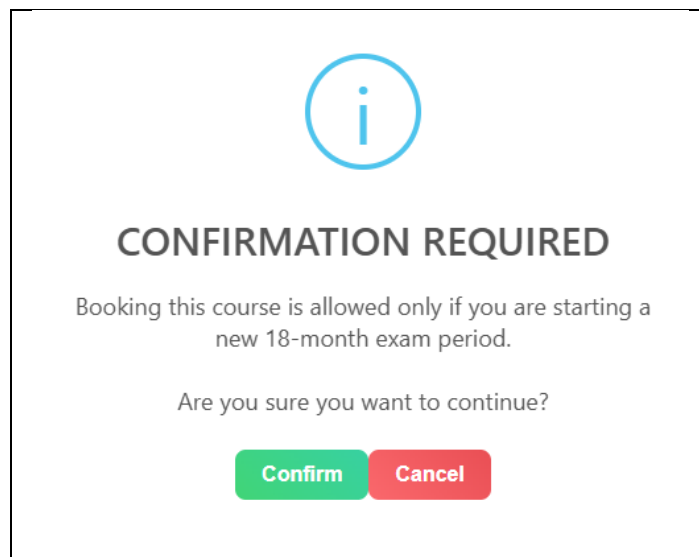 CONFIRMATION REQUIRED
Booking this course is allowed only if you are starting a
new 18-month exam period.
Are you sure you want to continue?
Confirm Cancel